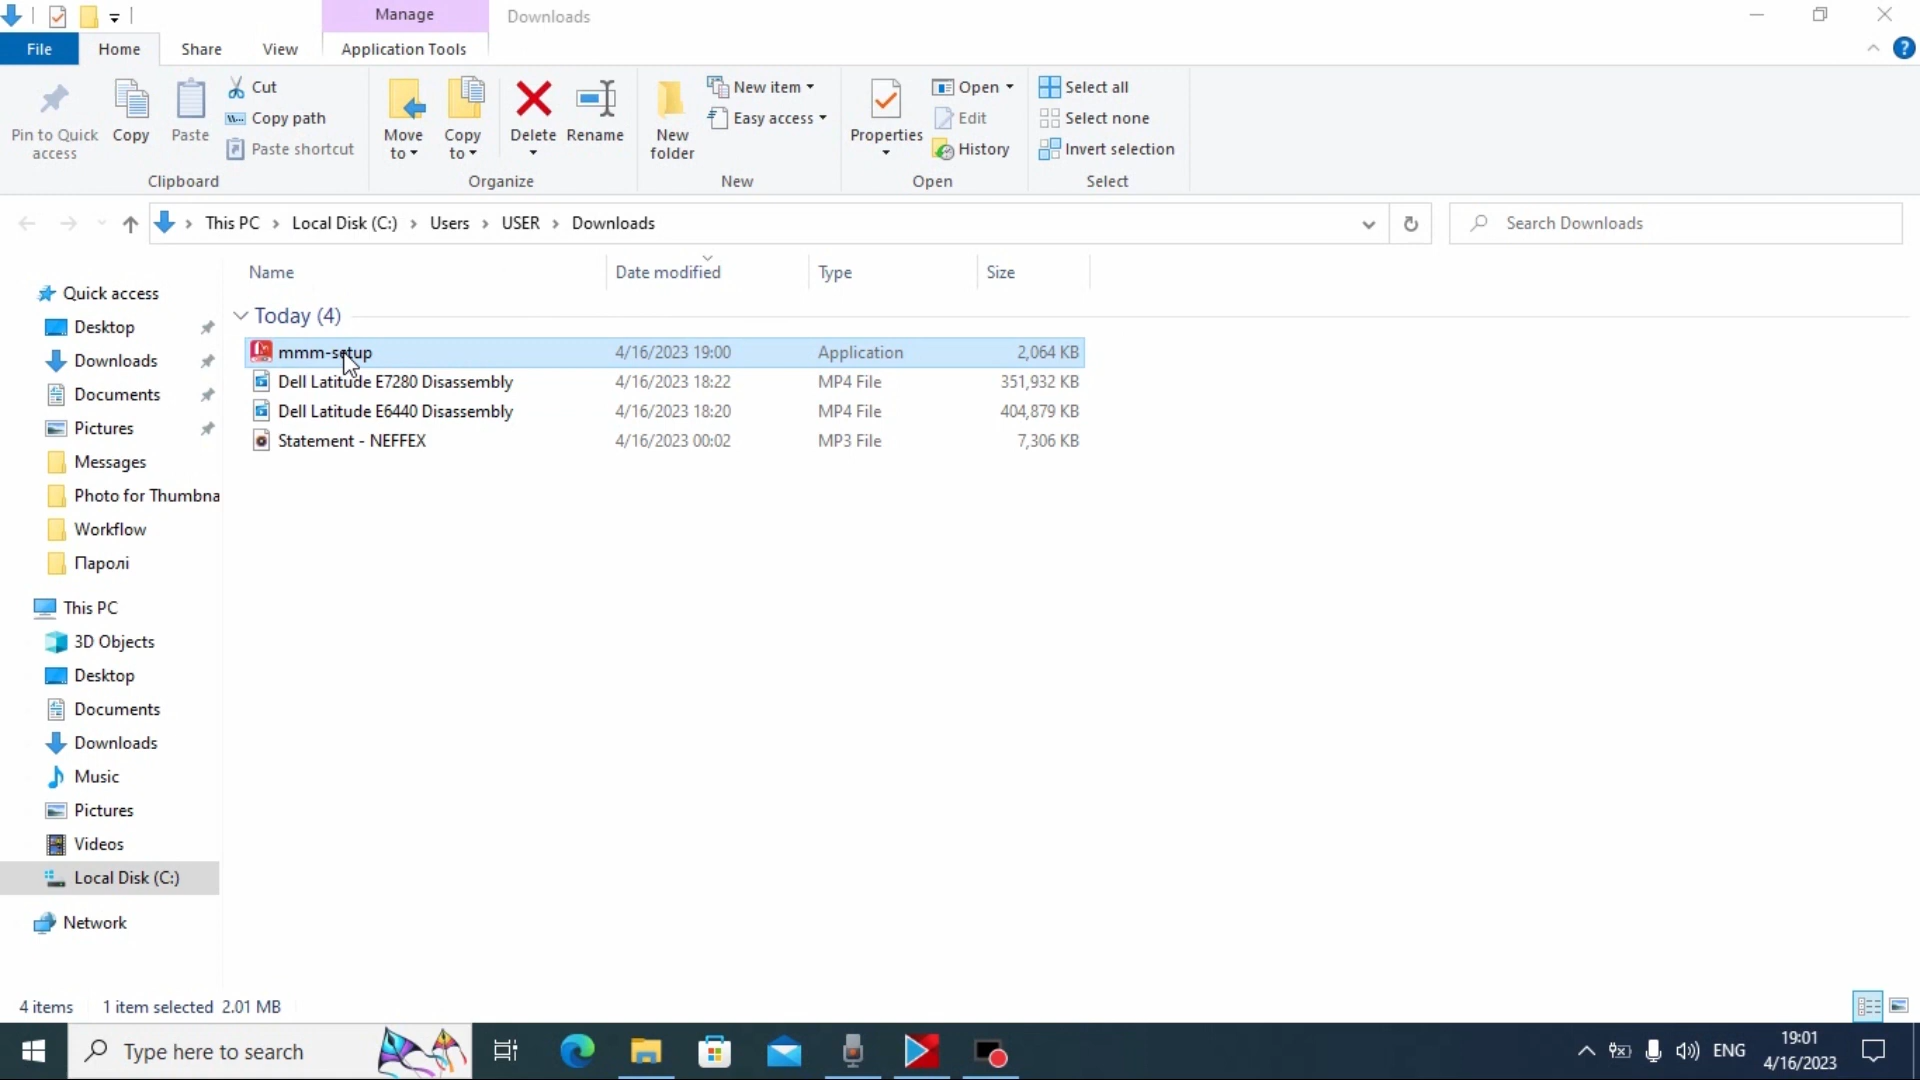 Manage
Downloads
File
Home
Share
View
Application Tools
Pin to Quick access
Copy
Paste
Cut
Copy path
Paste shortcut
Clipboard
Move to
Copy to
Delete
Rename
Organize
New folder
New item
Easy access
New
Properties
Open
Edit
History
Open
Select all
Select none
Invert selection
Select
This PC > Local Disk (C:) > Users > USER > Downloads
Search Downloads
Name
Date modified
Type
Size
Today (4)
mmm-setup 4/16/2023 19:00 Application 2,064 KB
Dell Latitude E7280 Disassembly 4/16/2023 18:22 MP4 File 351,932 KB
Dell Latitude E6440 Disassembly 4/16/2023 18:20 MP4 File 404,879 KB
Statement - NEFFEX 4/16/2023 00:02 MP3 File 7,306 KB
Quick access
Desktop
Downloads
Documents
Pictures
Messages
Photo for Thumbna
Workflow
Паролі
This PC
3D Objects
Desktop
Documents
Downloads
Music
Pictures
Videos
Local Disk (C:)
Network
4 items 1 item selected 2.01 MB
Type here to search
ENG
19:01
4/16/2023